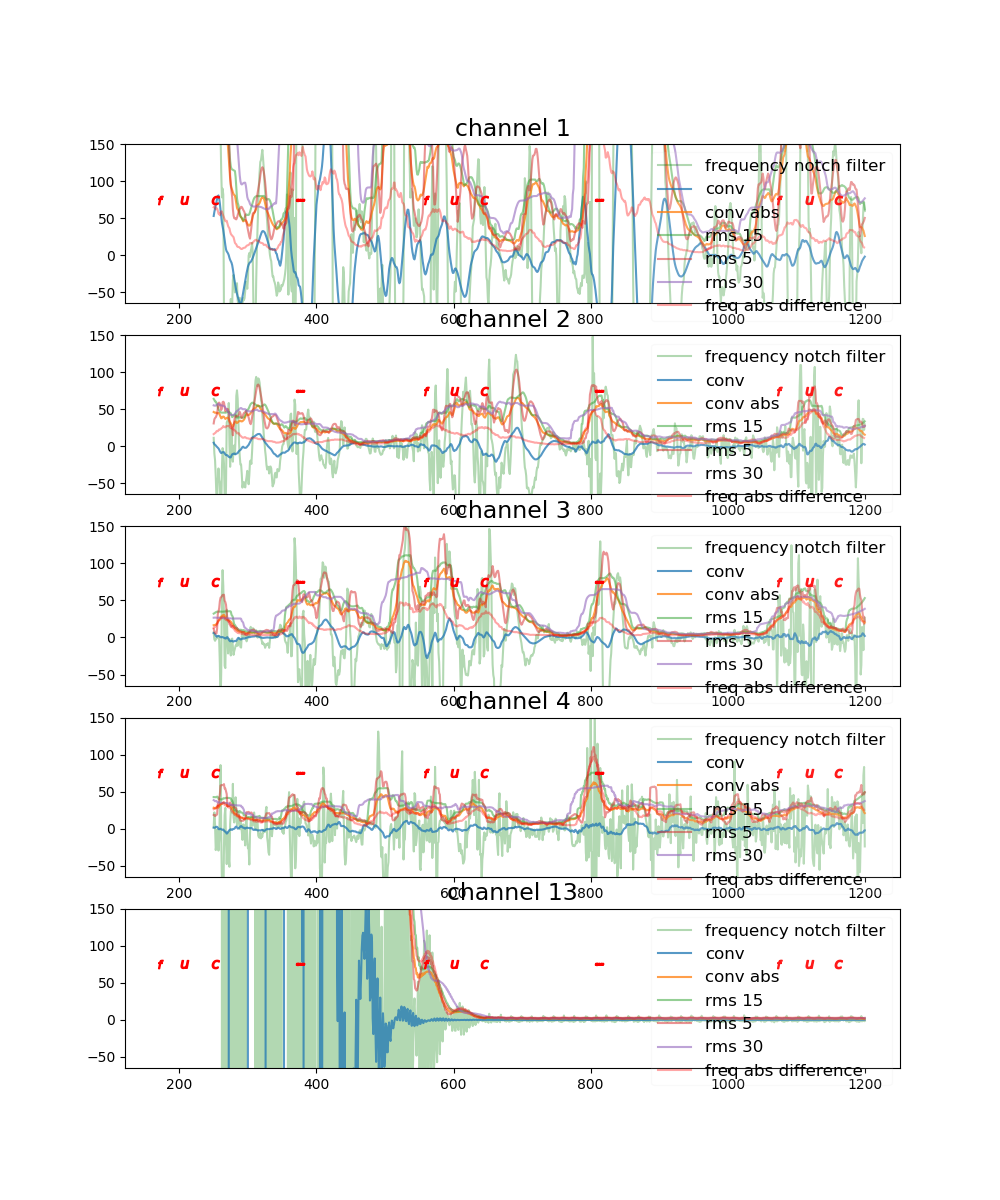 channel 1
150
100
50
0
−50
f u c − f u c − f u c
frequency notch filter
conv
conv abs
rms 15
rms 5
rms 30
freq abs difference
200 400 600 800 1000 1200
channel 2
150
100
50
0
−50
f u c − f u c − f u c
frequency notch filter
conv
conv abs
rms 15
rms 5
rms 30
freq abs difference
200 400 600 800 1000 1200
channel 3
150
100
50
0
−50
f u c − f u c − f u c
frequency notch filter
conv
conv abs
rms 15
rms 5
rms 30
freq abs difference
200 400 600 800 1000 1200
channel 4
150
100
50
0
−50
f u c − f u c − f u c
frequency notch filter
conv
conv abs
rms 15
rms 5
rms 30
freq abs difference
200 400 600 800 1000 1200
channel 13
150
100
50
0
−50
f u c − f u c − f u c
frequency notch filter
conv
conv abs
rms 15
rms 5
rms 30
freq abs difference
200 400 600 800 1000 1200